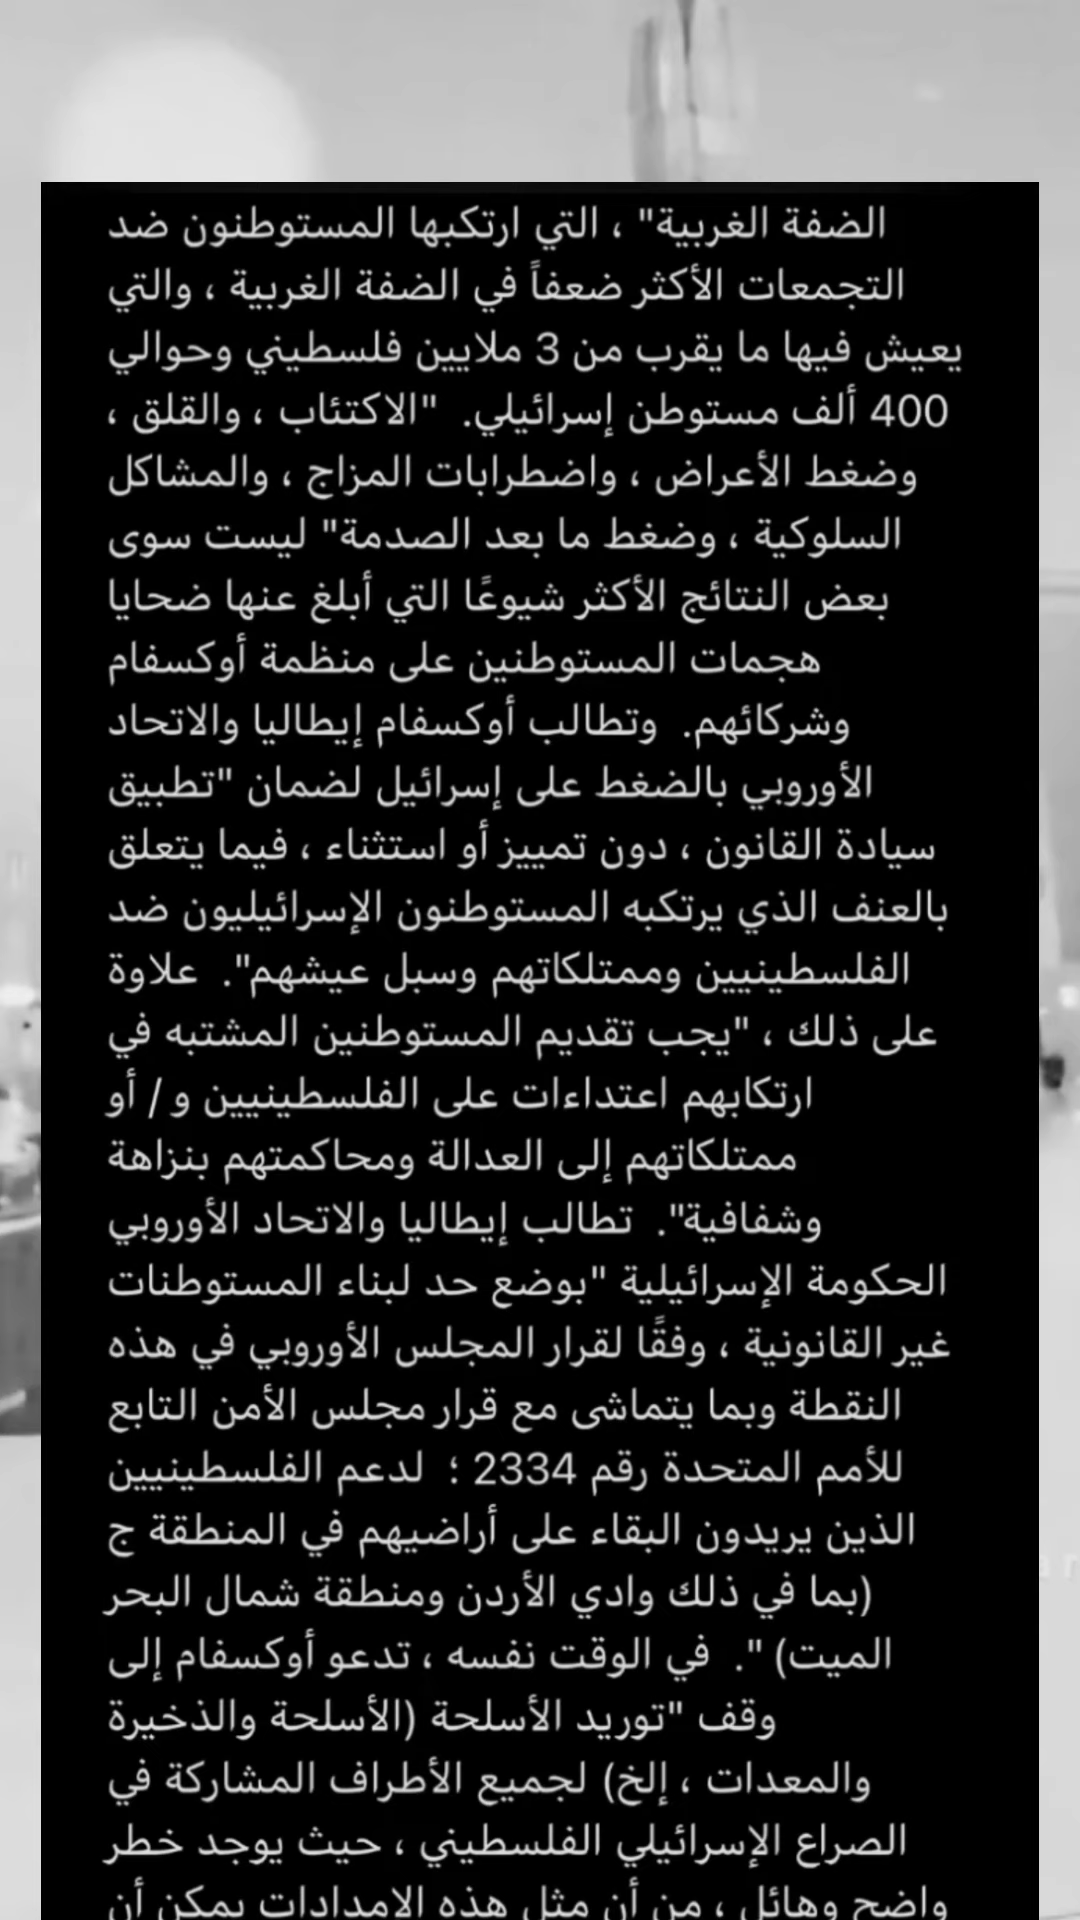 الضفة الغربية" ، التي ارتكبها المستوطنون ضد
التجمعات الأكثر ضعفاً في الضفة الغربية ، والتي
يعيش فيها ما يقرب من 3 ملايين فلسطيني وحوالي
400 ألف مستوطن إسرائيلي. "الاكتئاب ، والقلق ،
وضغط الأعراض ، واضطرابات المزاج ، والمشاكل
السلوكية ، وضغط ما بعد الصدمة" ليست سوى
بعض النتائج الأكثر شيوعًا التي أبلغ عنها ضحايا
هجمات المستوطنين على منظمة أوكسفام
وشركائهم. وتطالب أوكسفام إيطاليا والاتحاد
الأوروبي بالضغط على إسرائيل لضمان "تطبيق
سيادة القانون ، دون تمييز أو استثناء ، فيما يتعلق
بالعنف الذي يرتكبه المستوطنون الإسرائيليون ضد
الفلسطينيين وممتلكاتهم وسبل عيشهم". علاوة
على ذلك ، "يجب تقديم المستوطنين المشتبه في
ارتكابهم اعتداءات على الفلسطينيين و / أو
ممتلكاتهم إلى العدالة ومحاكمتهم بنزاهة
وشفافية". تطالب إيطاليا والاتحاد الأوروبي
الحكومة الإسرائيلية "بوضع حد لبناء المستوطنات
غير القانونية ، وفقًا لقرار المجلس الأوروبي في هذه
النقطة وبما يتماشى مع قرار مجلس الأمن التابع
للأمم المتحدة رقم 2334 ؛ لدعم الفلسطينيين
الذين يريدون البقاء على أراضيهم في المنطقة ج
(بما في ذلك وادي الأردن ومنطقة شمال البحر
الميت) ". في الوقت نفسه ، تدعو أوكسفام إلى
وقف "توريد الأسلحة (الأسلحة والذخيرة
والمعدات ، إلخ) لجميع الأطراف المشاركة في
الصراع الإسرائيلي الفلسطيني ، حيث يوجد خطر
واضح وهائل ، من أن مثل هذه الإمدادات يمكن أن